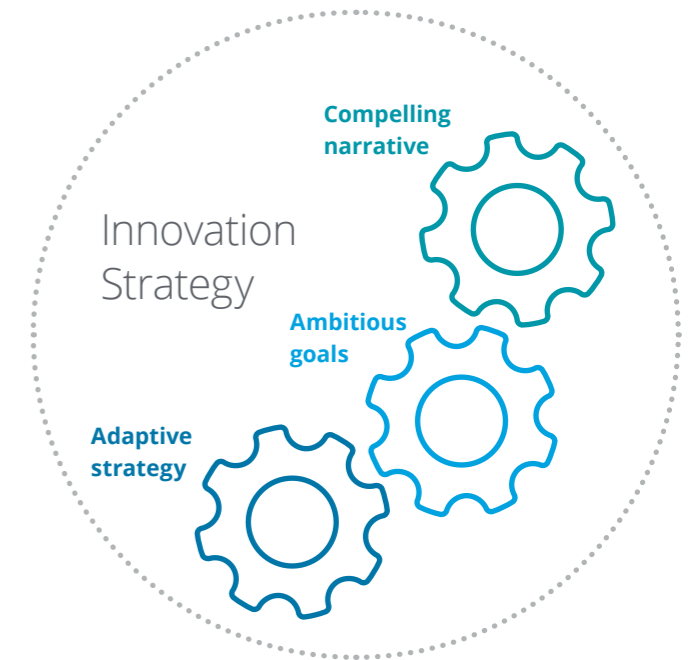 Compelling
narrative
Innovation
Strategy
Ambitious
goals
Adaptive
strategy